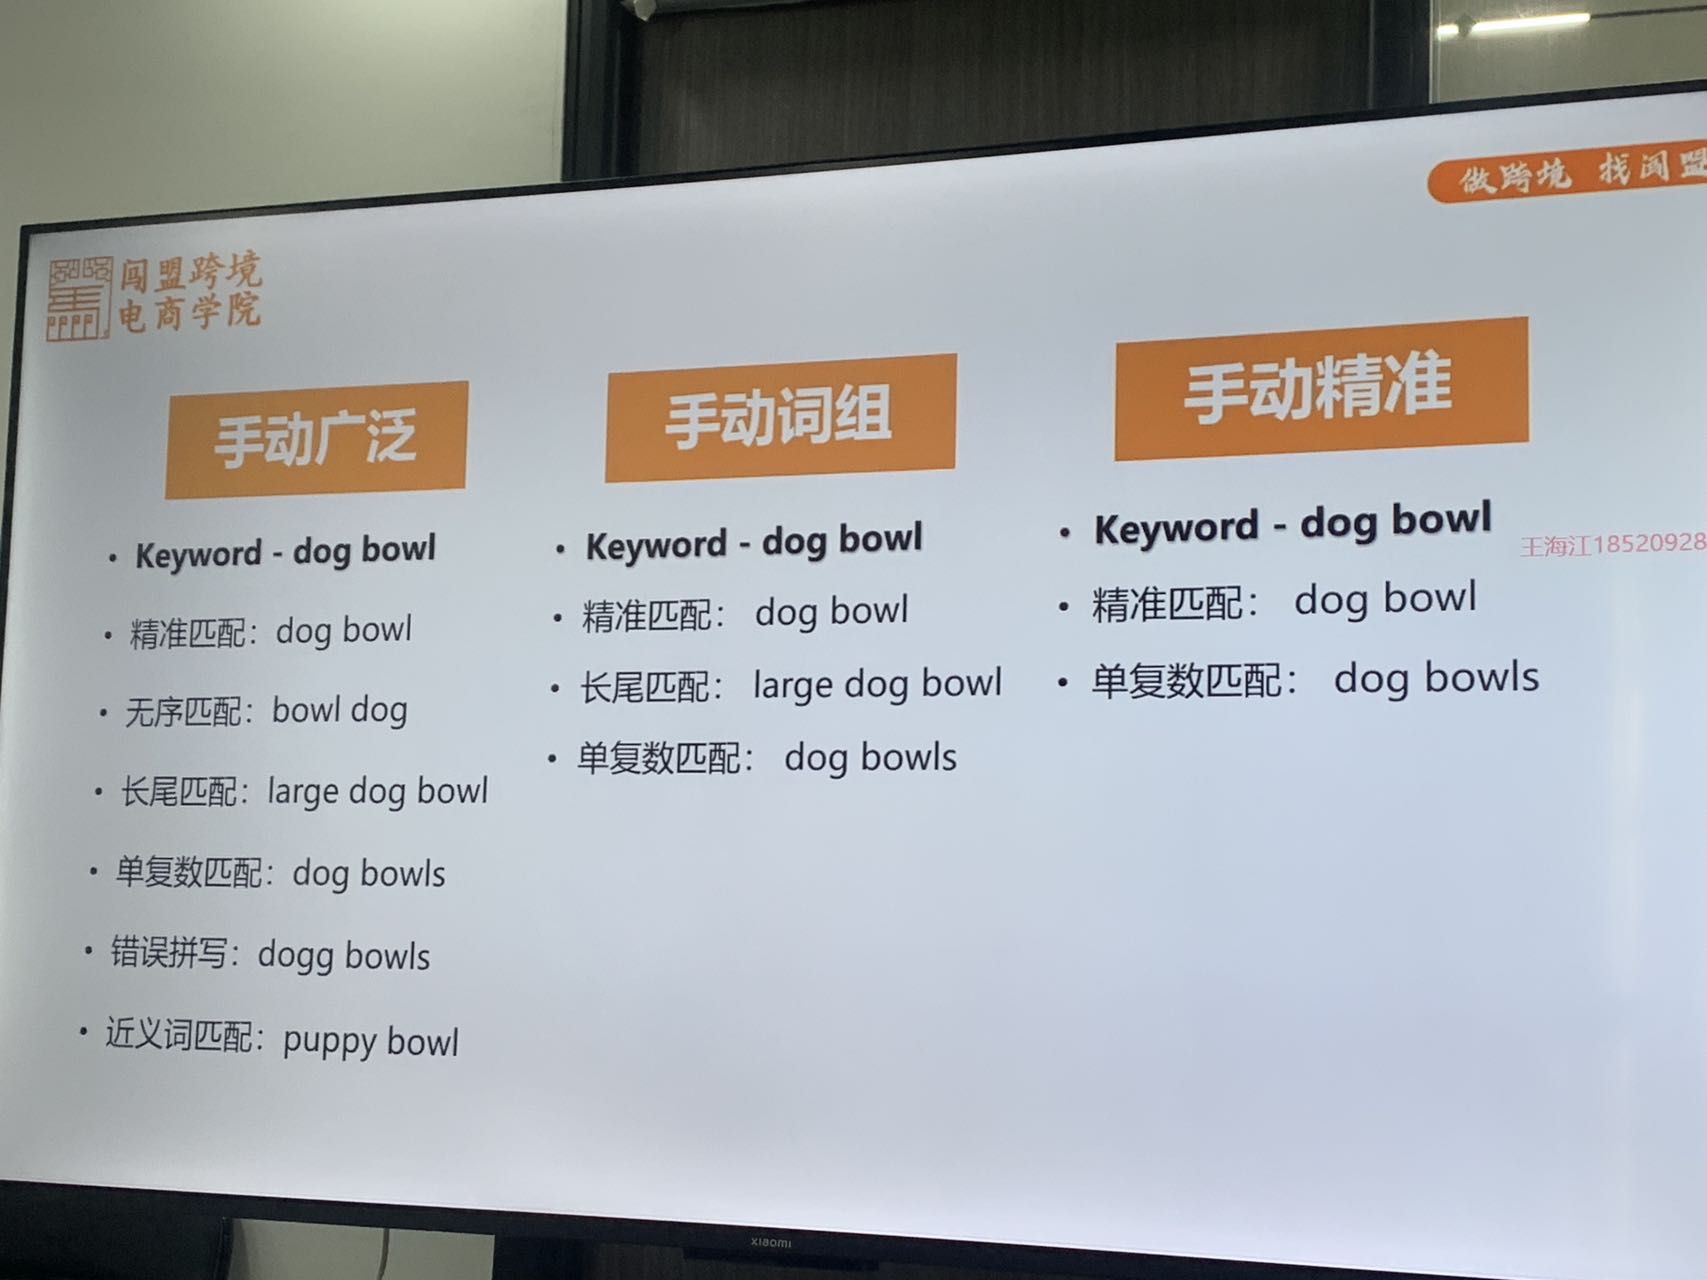 做跨境 找闯盟
闯盟跨境
电商学院
手动广泛
• Keyword - dog bowl
• 精准匹配：dog bowl
• 无序匹配：bowl dog
• 长尾匹配：large dog bowl
• 单复数匹配：dog bowls
• 错误拼写：dogg bowls
• 近义词匹配：puppy bowl
手动词组
• Keyword - dog bowl
• 精准匹配： dog bowl
• 长尾匹配： large dog bowl
• 单复数匹配： dog bowls
手动精准
• Keyword - dog bowl
• 精准匹配： dog bowl
• 单复数匹配： dog bowls
王海江18520928
xiaomi